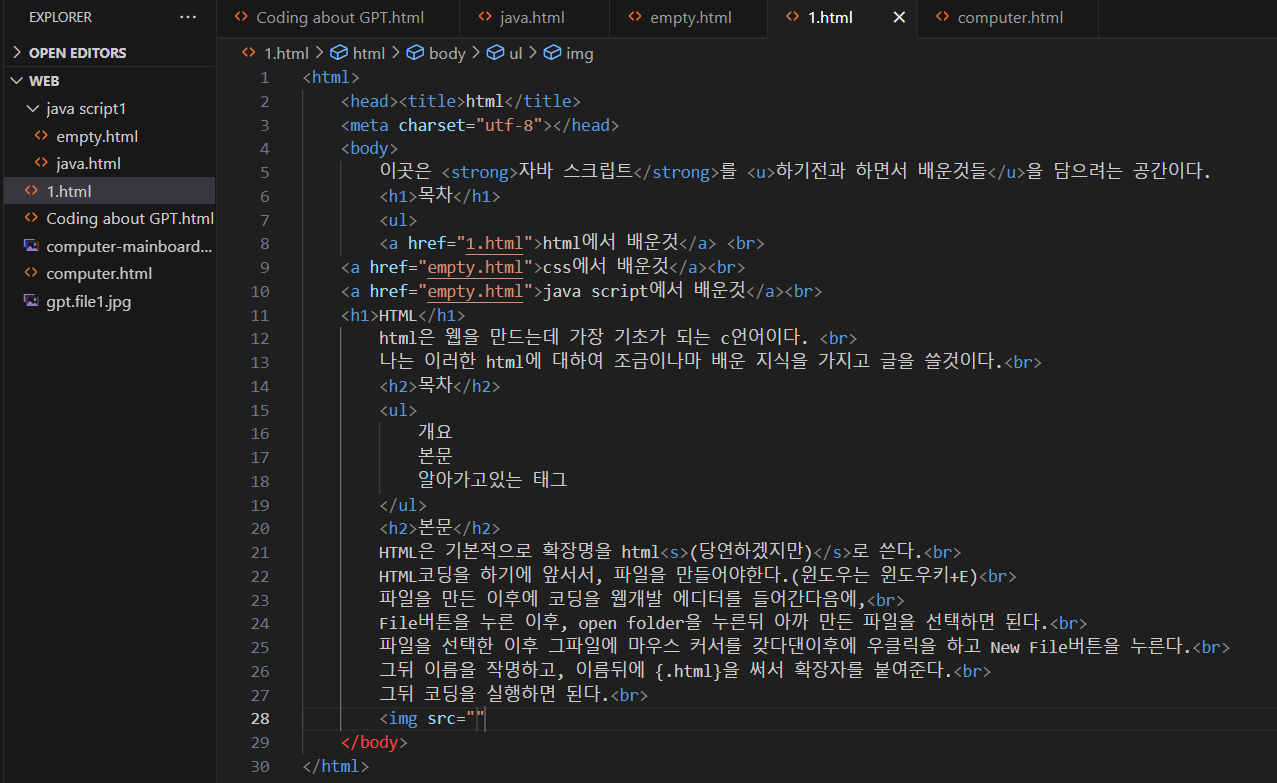 EXPLORER ...
OPEN EDITORS
WEB
java script1
empty.html
java.html
1.html
Coding about GPT.html
computer-mainboard...
computer.html
gpt.file1.jpg
Coding about GPT.html java.html empty.html 1.html computer.html
1.html > html > body > ul > img
1 <html>
2 <head><title>html</title>
3 <meta charset="utf-8"></head>
4 <body>
5 이곳은 <strong>자바 스크립트</strong>를 <u>하기전과 하면서 배운것들</u>을 담으려는 공간이다.
6 <h1>목차</h1>
7 <ul>
8 <a href="1.html">html에서 배운것</a> <br>
9 <a href="empty.html">css에서 배운것</a><br>
10 <a href="empty.html">java script에서 배운것</a><br>
11 <h1>HTML</h1>
12 html은 웹을 만드는데 가장 기초가 되는 c언어이다. <br>
13 나는 이러한 html에 대하여 조금이나마 배운 지식을 가지고 글을 쓸것이다.<br>
14 <h2>목차</h2>
15 <ul>
16 개요
17 본문
18 알아가고있는 태그
19 </ul>
20 <h2>본문</h2>
21 HTML은 기본적으로 확장명을 html<s>(당연하겠지만)</s>로 쓴다.<br>
22 HTML코딩을 하기에 앞서서, 파일을 만들어야한다.(윈도우는 윈도우키+E)<br>
23 파일을 만든 이후에 코딩을 웹개발 에디터를 들어간다음에,<br>
24 File버튼을 누른 이후, open folder을 누른뒤 아까 만든 파일을 선택하면 된다.<br>
25 파일을 선택한 이후 그파일에 마우스 커서를 갖다댄이후에 우클릭을 하고 New File버튼을 누른다.<br>
26 그뒤 이름을 작명하고, 이름뒤에 {.html}을 써서 확장자를 붙여준다.<br>
27 그뒤 코딩을 실행하면 된다.<br>
28 <img src=""
29 </body>
30 </html>